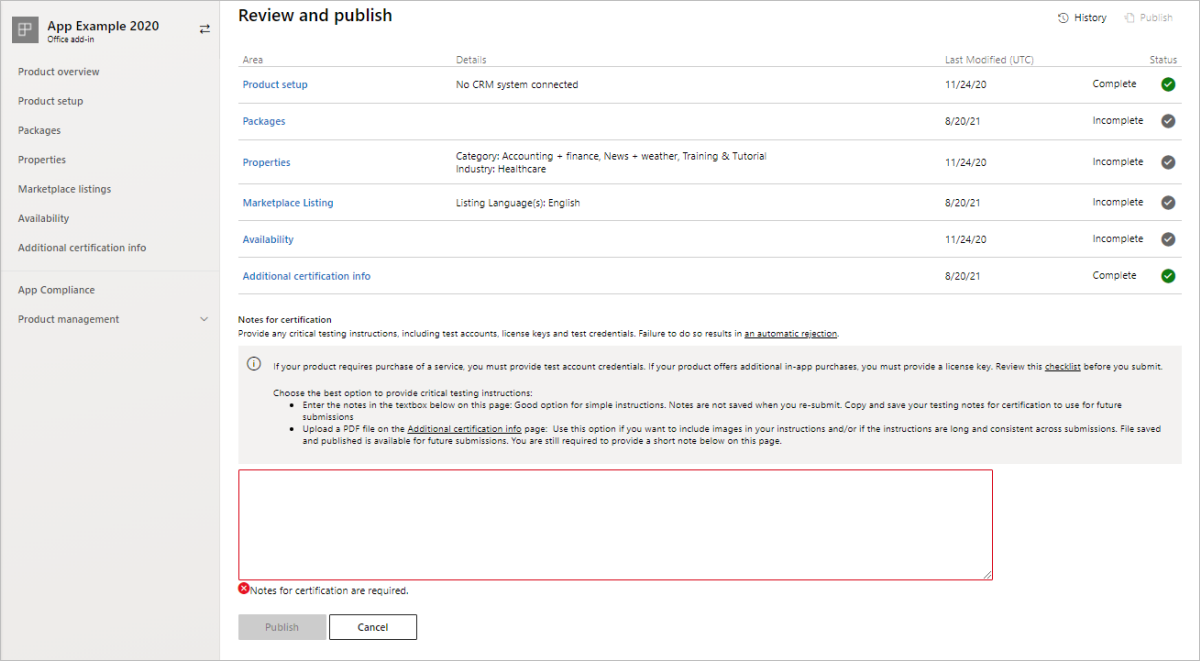 App Example 2020
Office add-in
Product overview
Product setup
Packages
Properties
Marketplace listings
Availability
Additional certification info
App Compliance
Product management
Review and publish
History
Publish
Area Details Last Modified (UTC) Status
Product setup No CRM system connected 11/24/20 Complete
Packages 8/20/21 Incomplete
Properties Category: Accounting + finance, News + weather, Training & Tutorial 11/24/20 Incomplete
Industry: Healthcare
Marketplace Listing Listing Language(s): English 8/20/21 Incomplete
Availability 11/24/20 Incomplete
Additional certification info 8/20/21 Complete
Notes for certification
Provide any critical testing instructions, including test accounts, license keys and test credentials. Failure to do so results in an automatic rejection.
If your product requires purchase of a service, you must provide test account credentials. If your product offers additional in-app purchases, you must provide a license key. Review this checklist before you submit.
Choose the best option to provide critical testing instructions:
• Enter the notes in the textbox below on this page: Good option for simple instructions. Notes are not saved when you re-submit. Copy and save your testing notes for certification to use for future
submissions
• Upload a PDF file on the Additional certification info page: Use this option if you want to include images in your instructions and/or if the instructions are long and consistent across submissions. File saved
and published is available for future submissions. You are still required to provide a short note below on this page.
Notes for certification are required.
Publish
Cancel